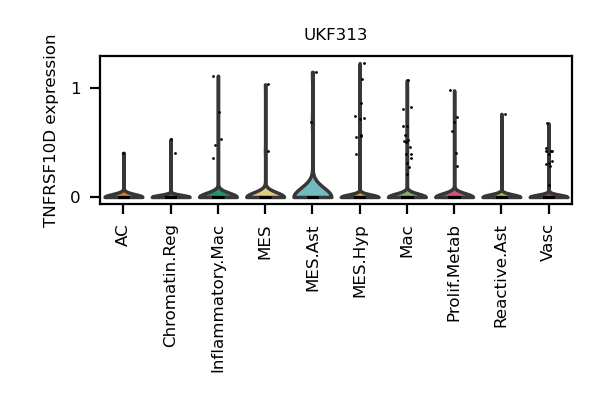 UKF313
TNFRSF10D expression
1
0
AC
Chromatin.Reg
Inflammatory.Mac
MES
MES.Ast
MES.Hyp
Mac
Prolif.Metab
Reactive.Ast
Vasc